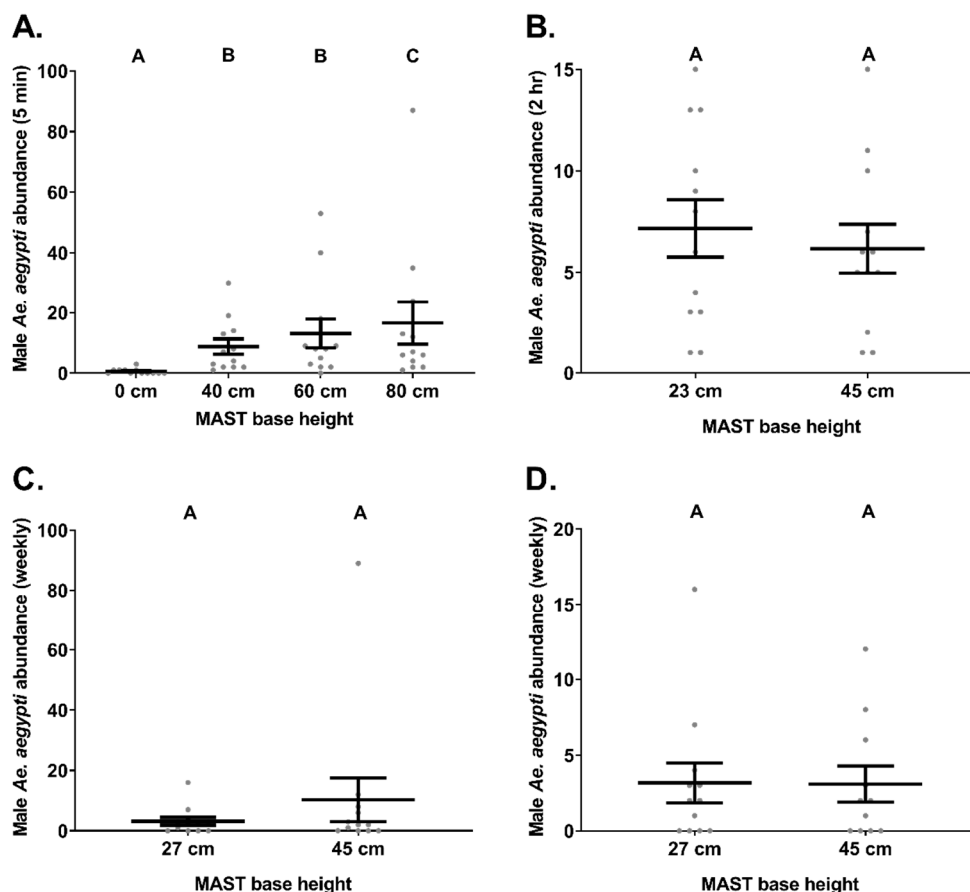 A.
A B B C
Male Ae. aegypti abundance (5 min)
100
80
60
40
20
0
0 cm 40 cm 60 cm 80 cm
MAST base height
B.
A A
Male Ae. aegypti abundance (2 hr)
15
10
5
0
23 cm 45 cm
MAST base height
C.
A A
Male Ae. aegypti abundance (weekly)
100
80
60
40
20
0
27 cm 45 cm
MAST base height
D.
A A
Male Ae. aegypti abundance (weekly)
20
15
10
5
0
27 cm 45 cm
MAST base height